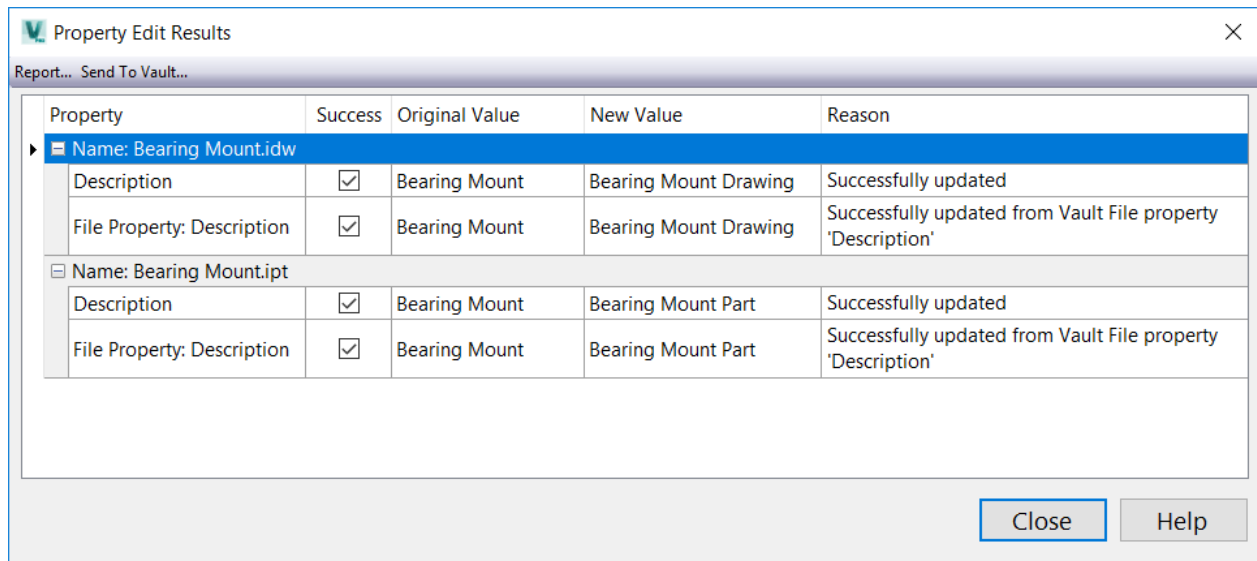 Property Edit Results
Report... Send To Vault...
Property Success Original Value New Value Reason
Name: Bearing Mount.idw
Description Bearing Mount Bearing Mount Drawing Successfully updated
File Property: Description Bearing Mount Bearing Mount Drawing Successfully updated from Vault File property
'Description'
Name: Bearing Mount.ipt
Description Bearing Mount Bearing Mount Part Successfully updated
File Property: Description Bearing Mount Bearing Mount Part Successfully updated from Vault File property
'Description'
Close Help